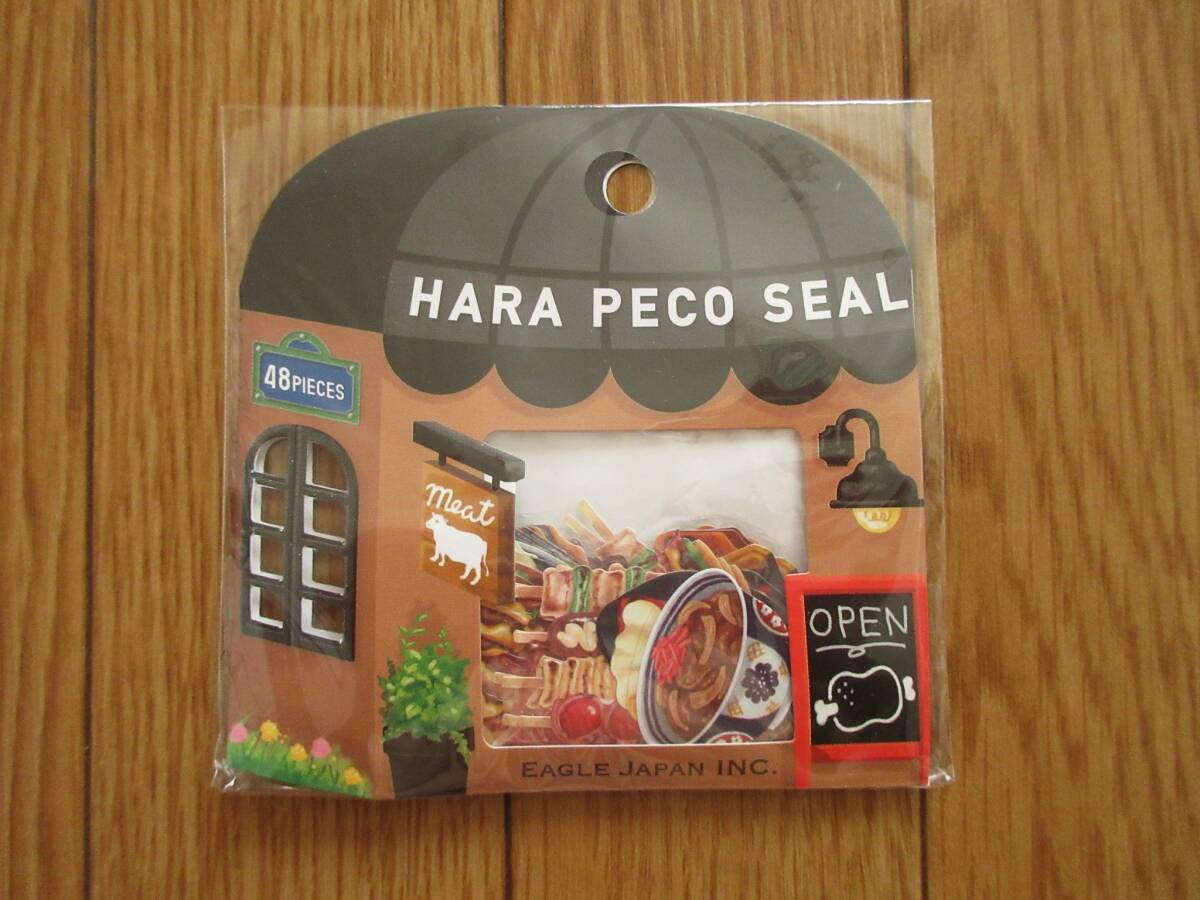 HARA PECO SEAL
48PIECES
Meat
OPEN
EAGLE JAPAN INC.